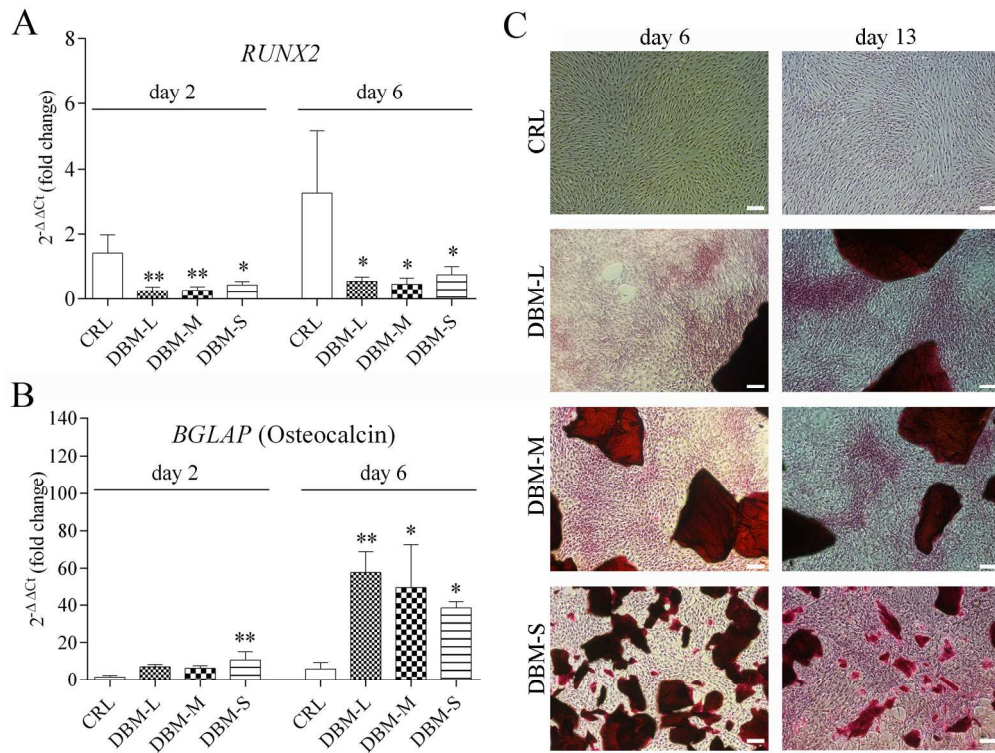 A
RUNX2
day 2
day 6
2-Δ ΔCt (fold change)
8
6
4
2
0
** ** * * * *
CRL DBM-L DBM-M DBM-S CRL DBM-L DBM-M DBM-S
B
BGLAP (Osteocalcin)
day 2
day 6
2-Δ ΔCt (fold change)
140
120
100
80
60
40
20
0
** ** * *
CRL DBM-L DBM-M DBM-S CRL DBM-L DBM-M DBM-S
C
day 6 day 13
CRL
DBM-L
DBM-M
DBM-S